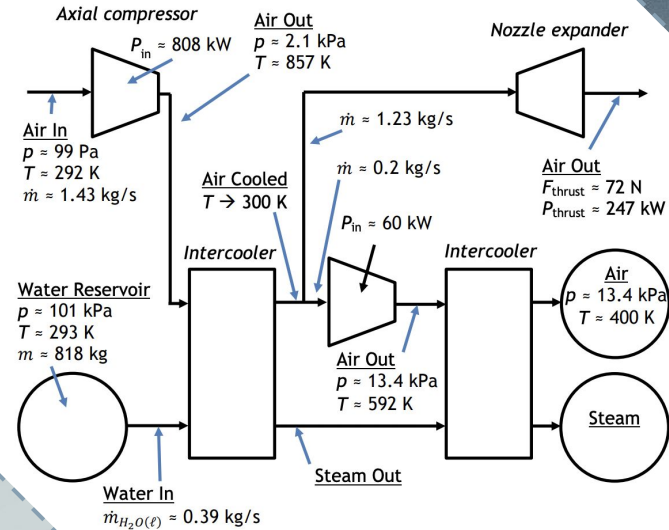 Axial compressor
P_in ≈ 808 kW
Air Out
p ≈ 2.1 kPa
T ≈ 857 K
Nozzle expander
Air In
p ≈ 99 Pa
T ≈ 292 K
ṁ ≈ 1.43 kg/s
ṁ ≈ 1.23 kg/s
ṁ ≈ 0.2 kg/s
Air Cooled
T → 300 K
Air Out
F_thrust ≈ 72 N
P_thrust ≈ 247 kW
P_in ≈ 60 kW
Intercooler
Intercooler
Water Reservoir
p ≈ 101 kPa
T ≈ 293 K
m ≈ 818 kg
Air
p ≈ 13.4 kPa
T ≈ 400 K
Air Out
p ≈ 13.4 kPa
T ≈ 592 K
Steam
Steam Out
Water In
ṁ_H₂O(ℓ) ≈ 0.39 kg/s